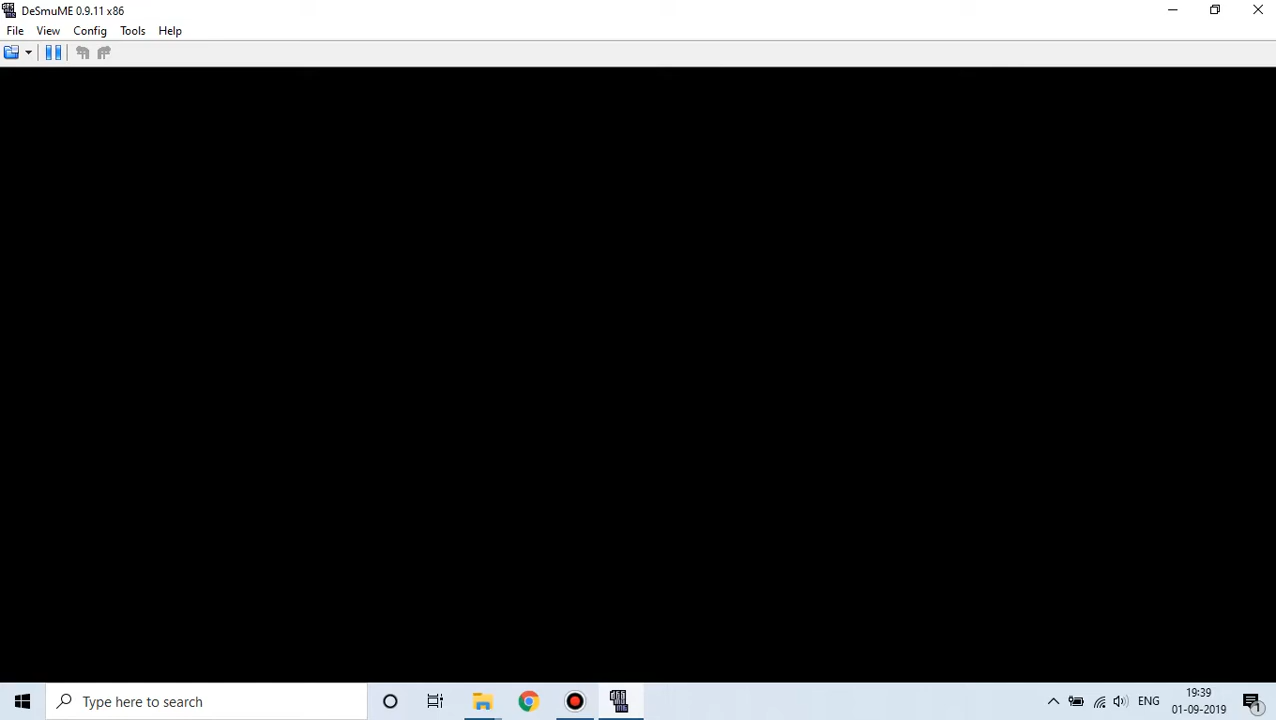 DeSmuME 0.9.11 x86
File View Config Tools Help
Type here to search
ENG
19:39
01-09-2019
1